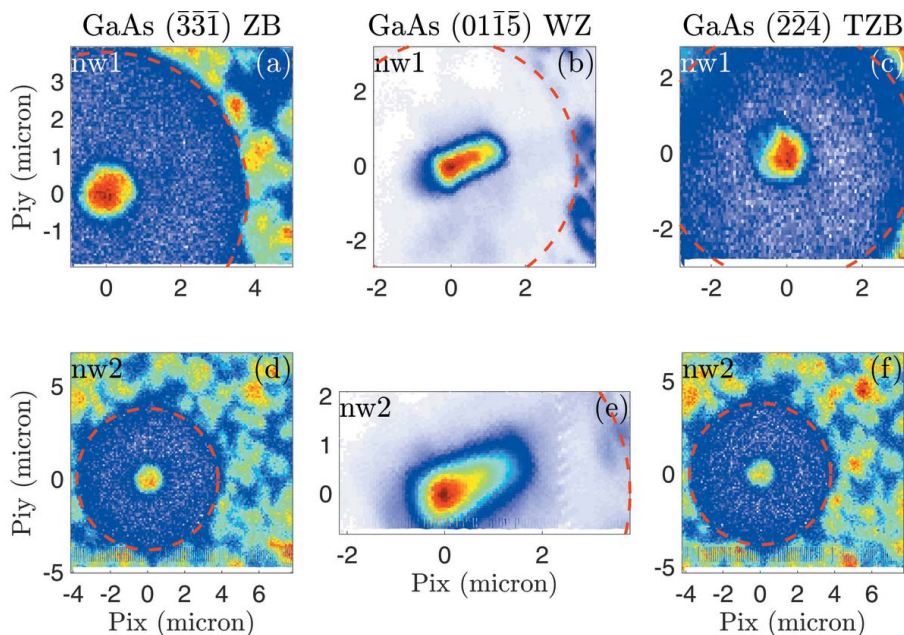 GaAs (3̅3̅1̅) ZB GaAs (011̅5̅) WZ GaAs (2̅2̅4̅) TZB
nw1 (a) nw1 (b) nw1 (c)
Piy (micron)
3
2
1
0
-1
0 2 4
2
0
-2
-2 0 2
2
0
-2
-2 0 2
nw2 (d) nw2 (e) nw2 (f)
Piy (micron)
5
0
-5
-4 -2 0 2 4 6
Pix (micron)
2
1
0
-2 0 2
Pix (micron)
5
0
-5
-4 -2 0 2 4 6
Pix (micron)